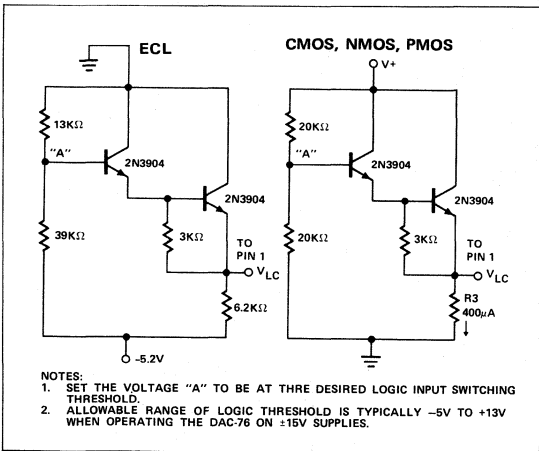 ECL
CMOS, NMOS, PMOS
V+
13KΩ
"A"
2N3904
2N3904
39KΩ
3KΩ
TO
PIN 1
VLC
6.2KΩ
–5.2V
20KΩ
"A"
2N3904
2N3904
20KΩ
3KΩ
TO
PIN 1
VLC
R3
400μA
NOTES:
1. SET THE VOLTAGE "A" TO BE AT THRE DESIRED LOGIC INPUT SWITCHING
THRESHOLD.
2. ALLOWABLE RANGE OF LOGIC THRESHOLD IS TYPICALLY –5V TO +13V
WHEN OPERATING THE DAC-76 ON ±15V SUPPLIES.